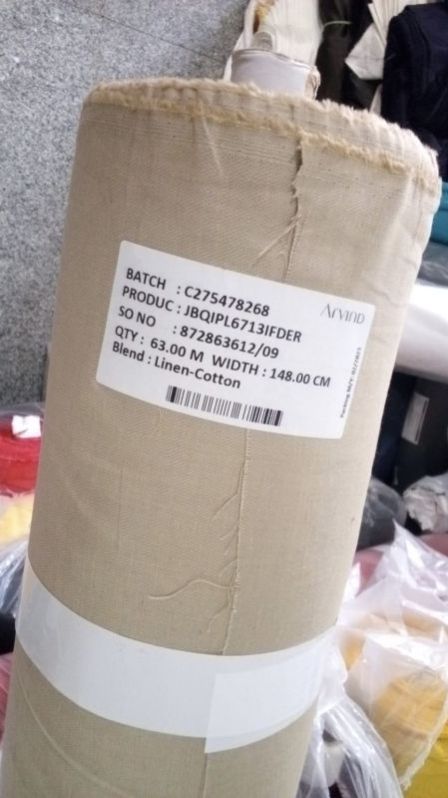 BATCH : C275478268
Arvind
PRODUC : JBQIPL6713IFDER
SO NO : 872863612/09
QTY : 63.00 M WIDTH : 148.00 CM
Blend : Linen-Cotton